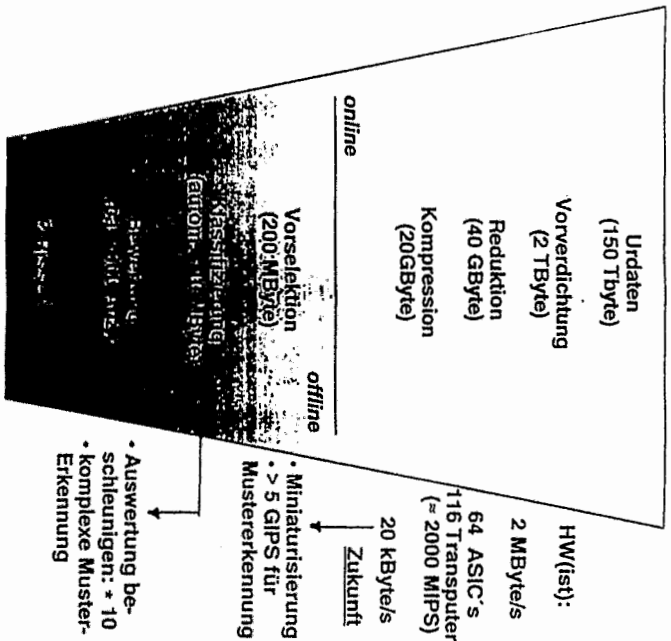 Urdaten
(150 Tbyte)
Vorverdichtung
(2 TByte)
Reduktion
(40 GByte)
Kompression
(20GByte)
online
offline
Vorselektion
(200 MByte)
Klassifizierung
HW(ist):
2 MByte/s
64 ASIC´s
116 Transputer
(≈ 2000 MIPS)
20 kByte/s
Zukunft
• Miniaturisierung
• > 5 GIPS für
Mustererkennung
• Auswertung be-
schleunigen: * 10
• komplexe Muster-
Erkennung